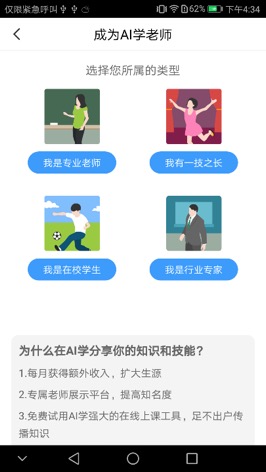 仅限紧急呼叫 62% 下午4:34
成为AI学老师
选择您所属的类型
我是专业老师 我有一技之长
我是在校学生 我是行业专家
为什么在AI学分享你的知识和技能?
1.每月获得额外收入，扩大生源
2.专属老师展示平台，提高知名度
3.免费试用AI学强大的在线上课工具，足不出户传
播知识